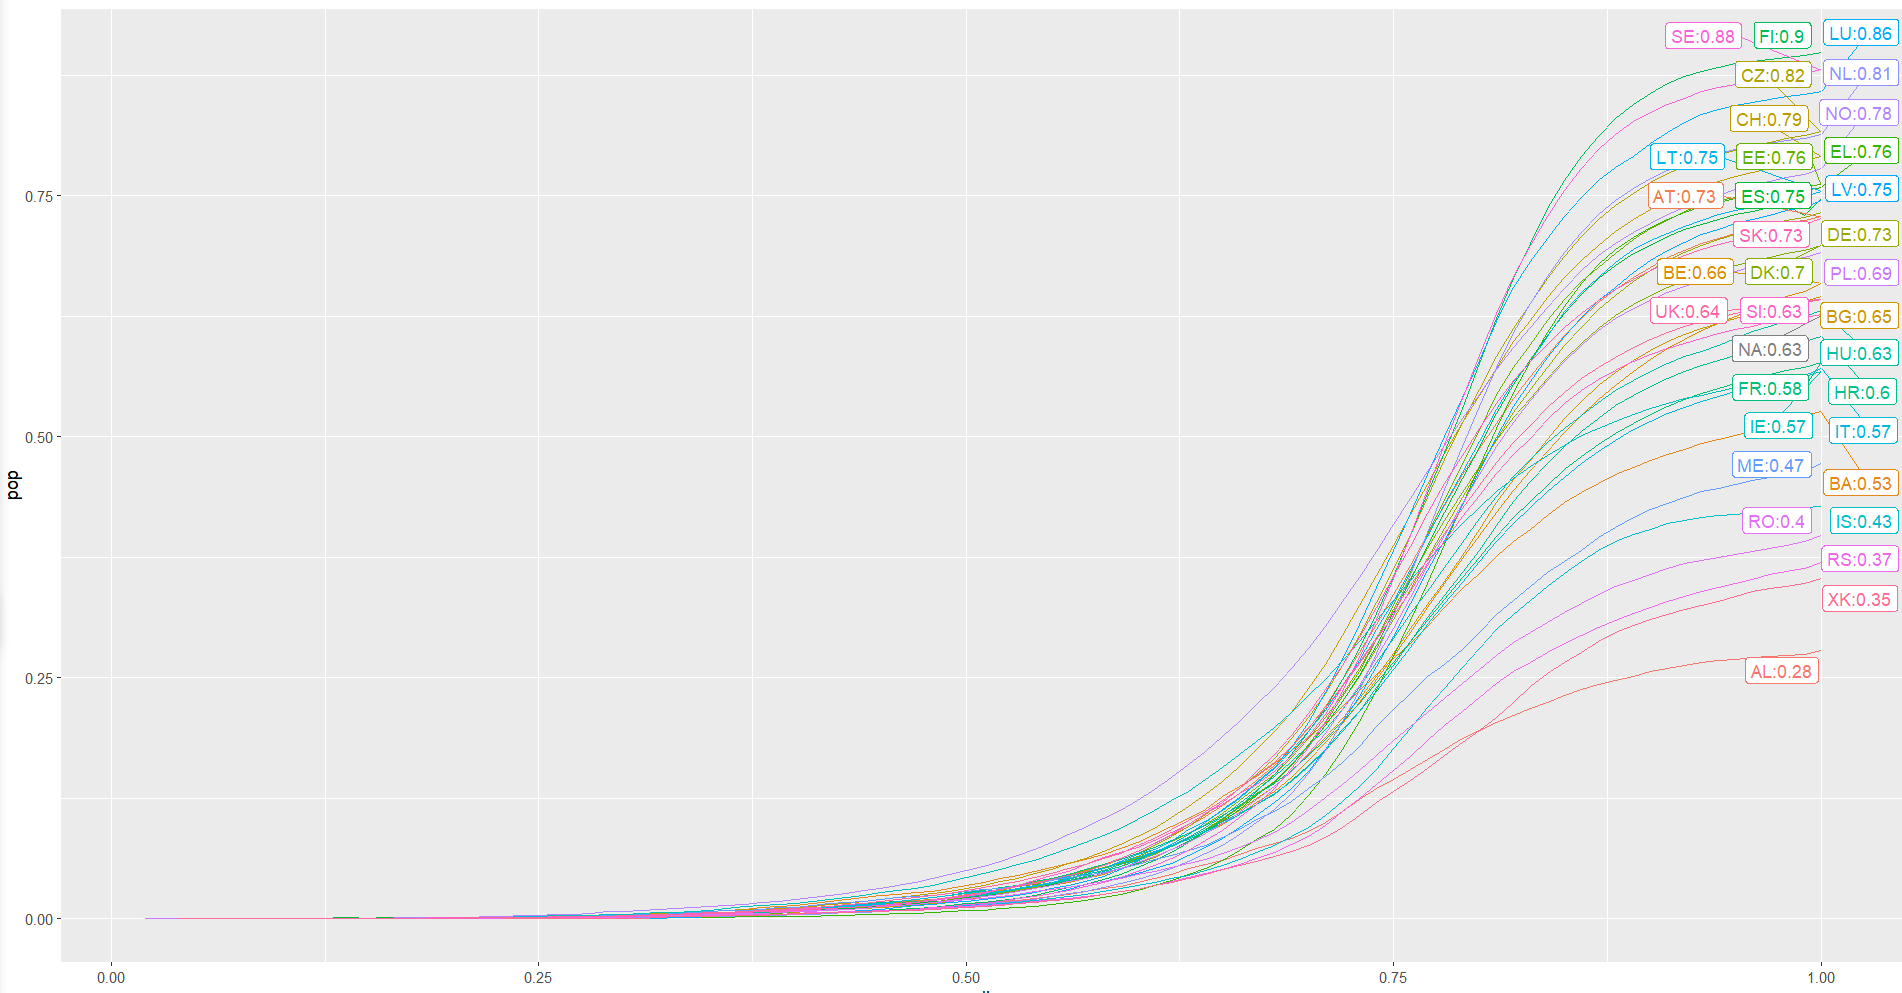 SE:0.88 FI:0.9 LU:0.86
CZ:0.82 NL:0.81
CH:0.79 NO:0.78
LT:0.75 EE:0.76 EL:0.76
AT:0.73 ES:0.75 LV:0.75
SK:0.73 DE:0.73
BE:0.66 DK:0.7 PL:0.69
UK:0.64 SI:0.63 BG:0.65
NA:0.63 HU:0.63
FR:0.58 HR:0.6
IE:0.57 IT:0.57
ME:0.47 BA:0.53
RO:0.4 IS:0.43
RS:0.37
XK:0.35
AL:0.28
0.75
0.50
0.25
0.00
pop
0.00 0.25 0.50 0.75 1.00